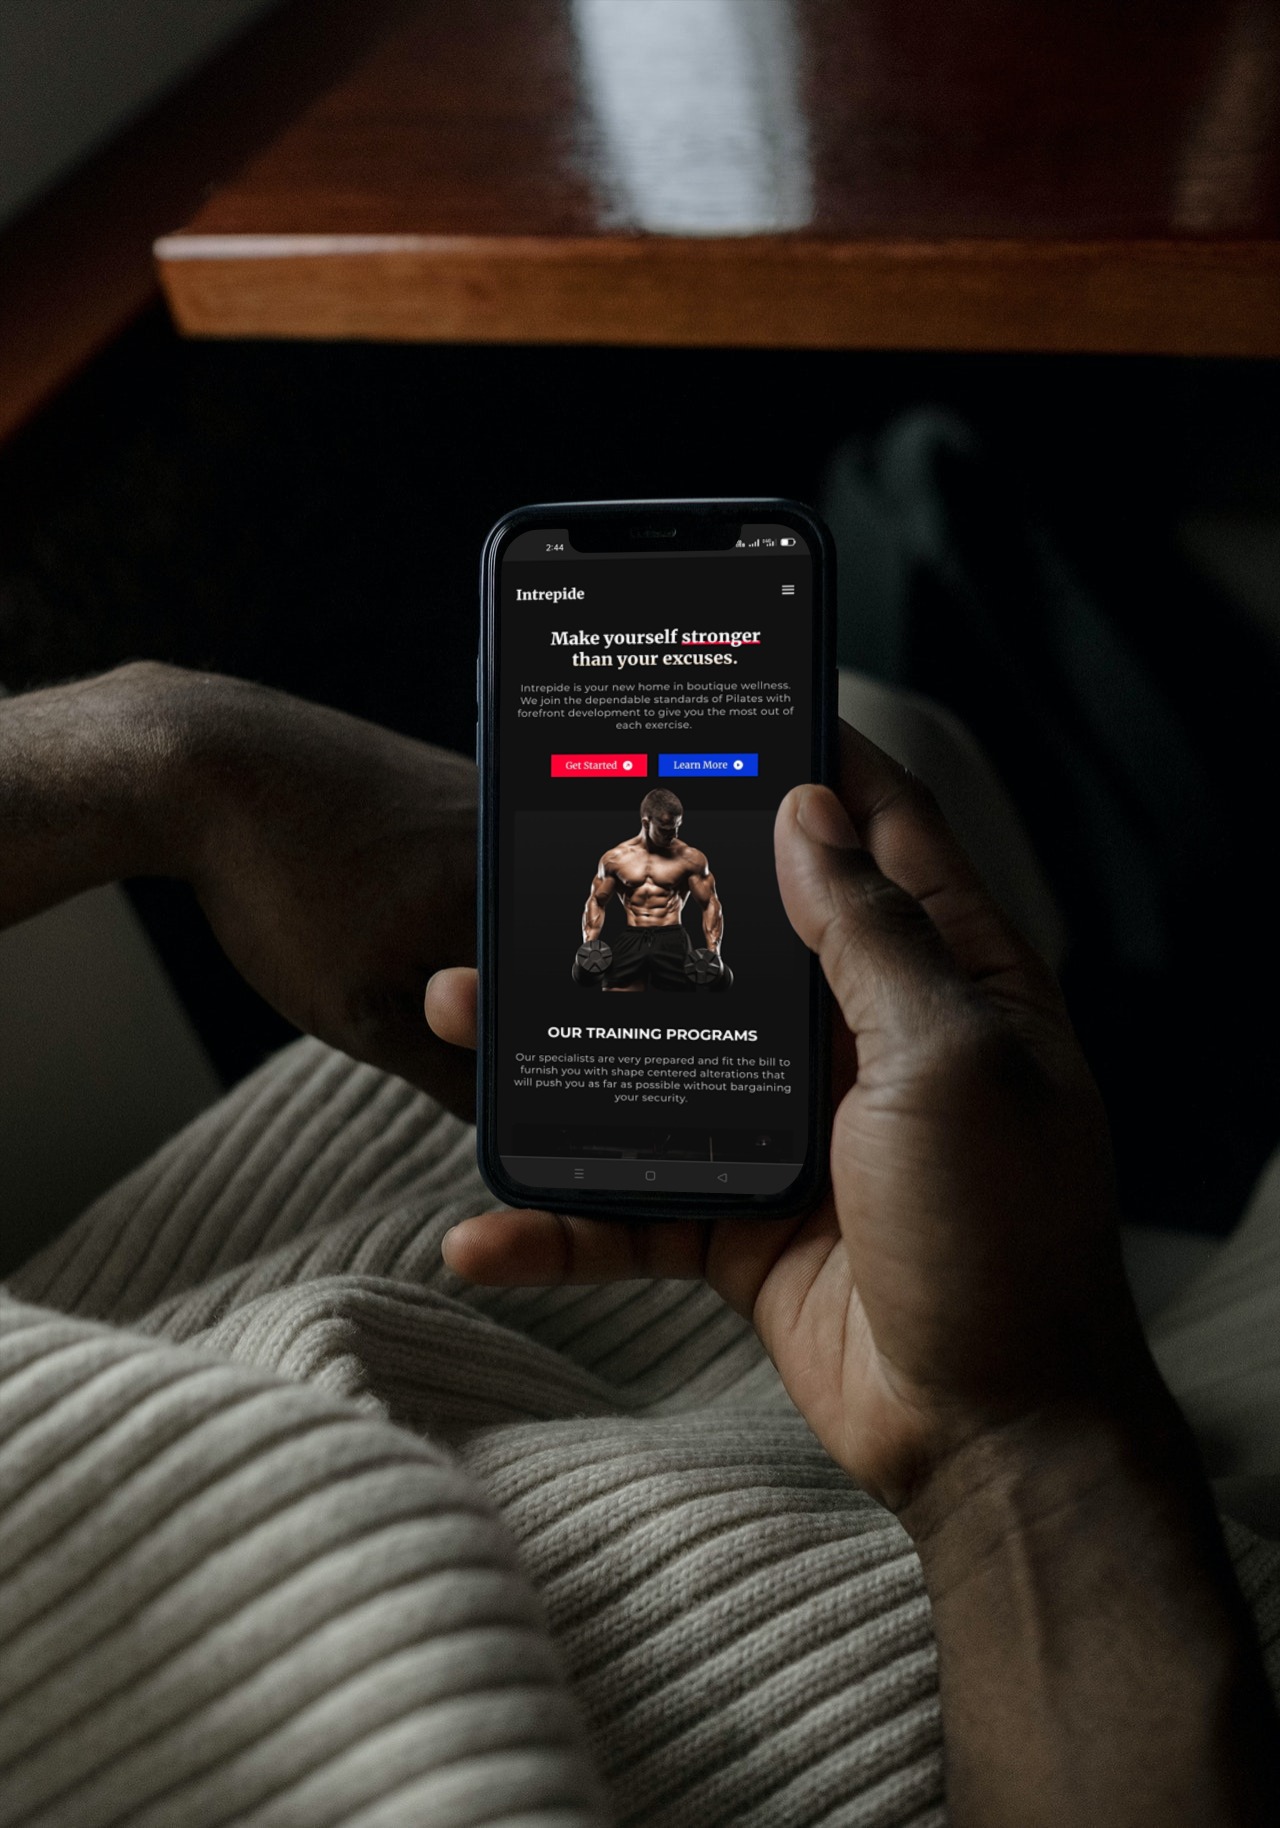 2:44
Intrepide
Make yourself stronger
than your excuses.
Intrepide is your new home in boutique wellness.
We join the dependable standards of Pilates with
forefront development to give you the most out of
each exercise.
Get Started
Learn More
OUR TRAINING PROGRAMS
Our specialists are very prepared and fit the bill to
furnish you with shape centered alterations that
will push you as far as possible without bargaining
your security.